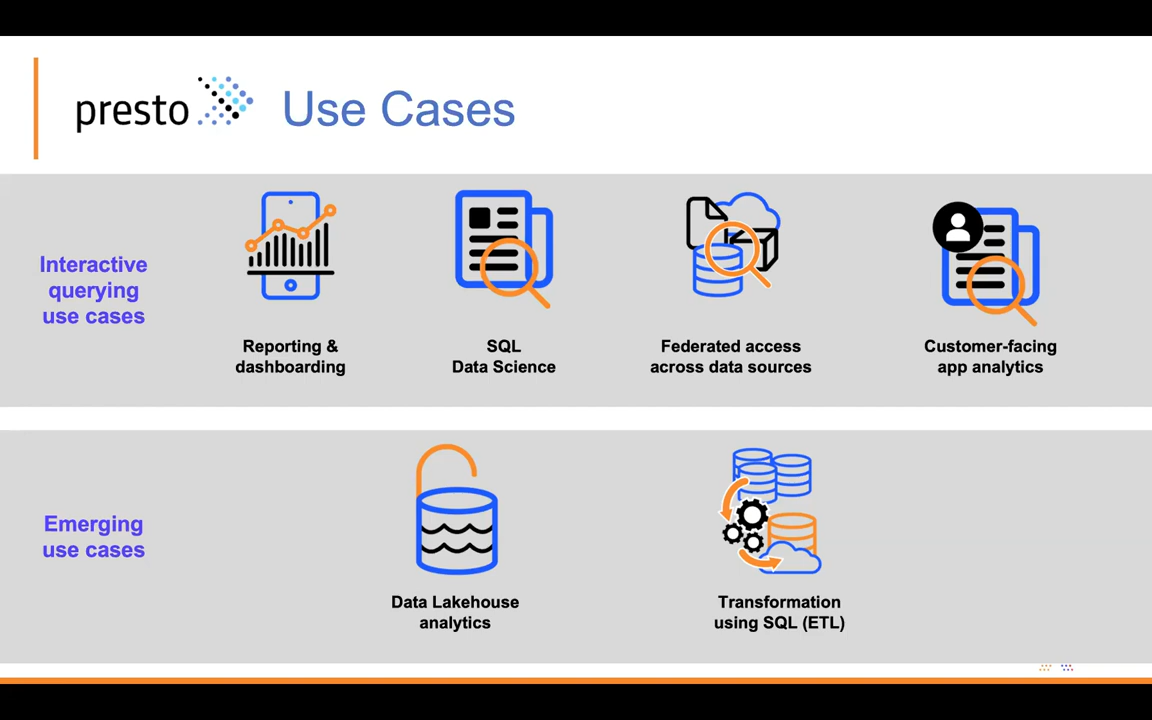 presto Use Cases
Interactive
querying
use cases
Reporting &
dashboarding
SQL
Data Science
Federated access
across data sources
Customer-facing
app analytics
Emerging
use cases
Data Lakehouse
analytics
Transformation
using SQL (ETL)